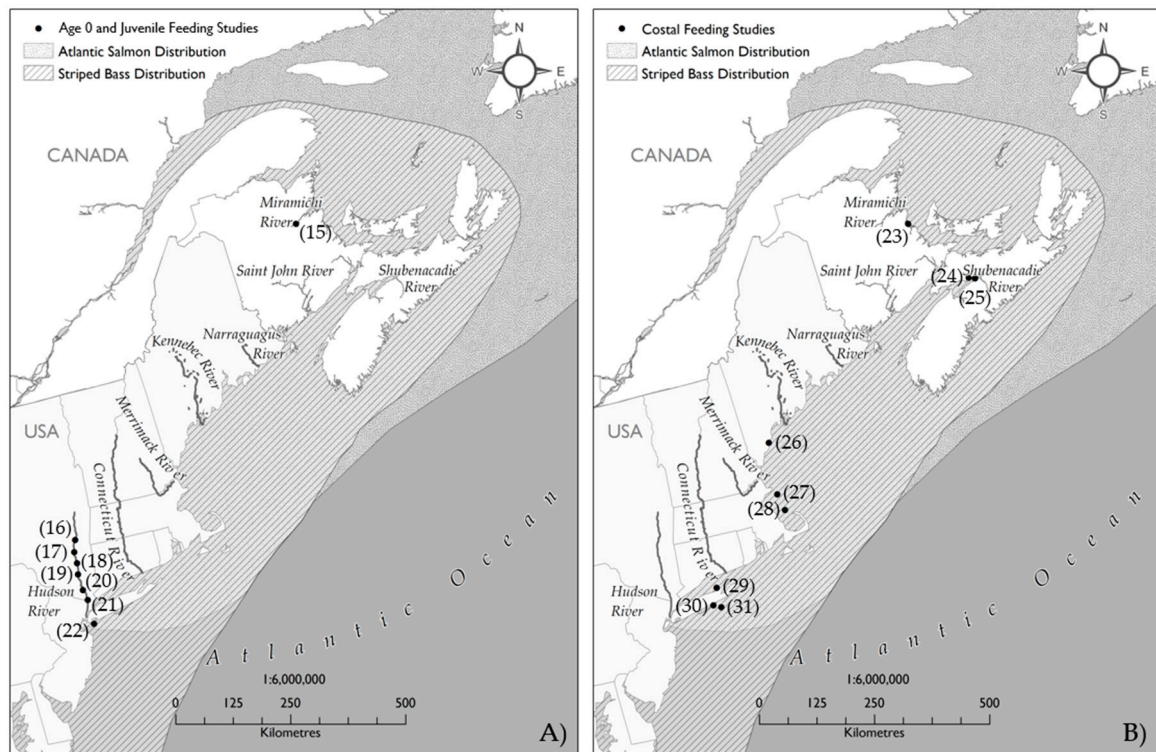 Age 0 and Juvenile Feeding Studies
Atlantic Salmon Distribution
Striped Bass Distribution
N
W
E
S
CANADA
Miramichi
River
(15)
Saint John River
Shubenacadie
River
Narraguagus
River
Kennebec River
USA
Merrimack River
Connecticut River
(16)
(17)
(18)
(19)
(20)
Hudson
River
(21)
(22)
Atlantic Ocean
1:6,000,000
0 125 250 500
Kilometres
A)
Costal Feeding Studies
Atlantic Salmon Distribution
Striped Bass Distribution
N
W
E
S
CANADA
Miramichi
River
(23)
Saint John River
(24)
Shubenacadie
River
(25)
Narraguagus
River
Kennebec River
USA
Merrimack River
(26)
Connecticut River
(27)
(28)
Hudson
River
(29)
(30)
(31)
Atlantic Ocean
1:6,000,000
0 125 250 500
Kilometres
B)